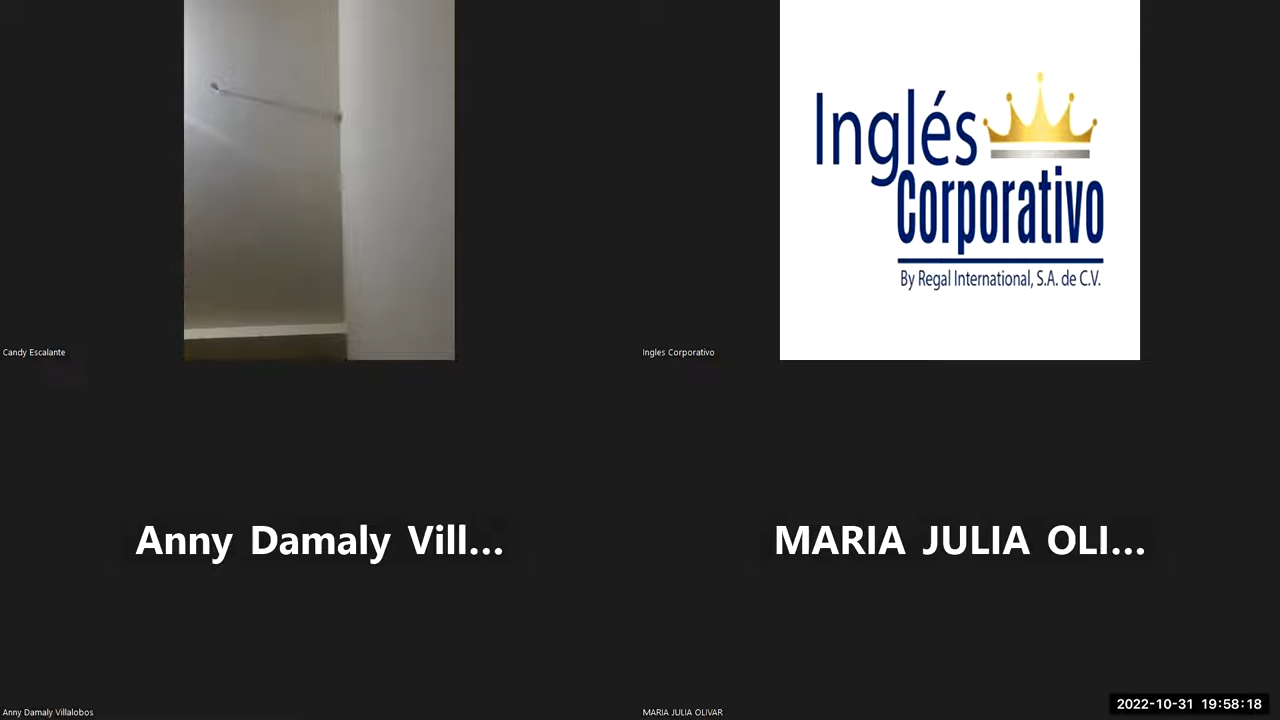 Inglés
Corporativo
By Regal International, S.A. de C.V.
Candy Escalante
Ingles Corporativo
Anny Damaly Vill...
MARIA JULIA OLI...
Anny Damaly Villalobos
MARIA JULIA OLIVAR
2022-10-31 19:58:18